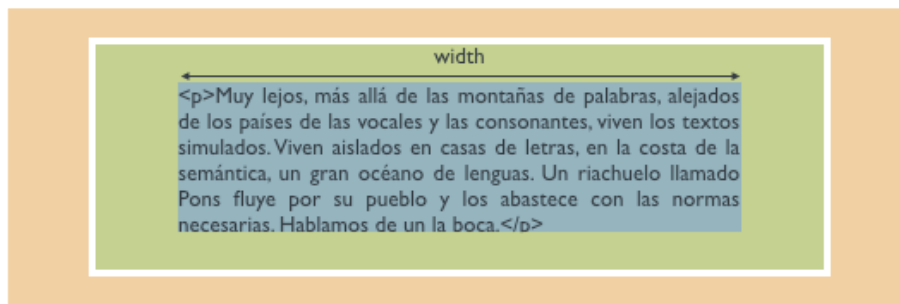 width
<p>Muy lejos, más allá de las montañas de palabras, alejados
de los países de las vocales y las consonantes, viven los textos
simulados. Viven aislados en casas de letras, en la costa de la
semántica, un gran océano de lenguas. Un riachuelo llamado
Pons fluye por su pueblo y los abastece con las normas
necesarias. Hablamos de un la boca.</p>